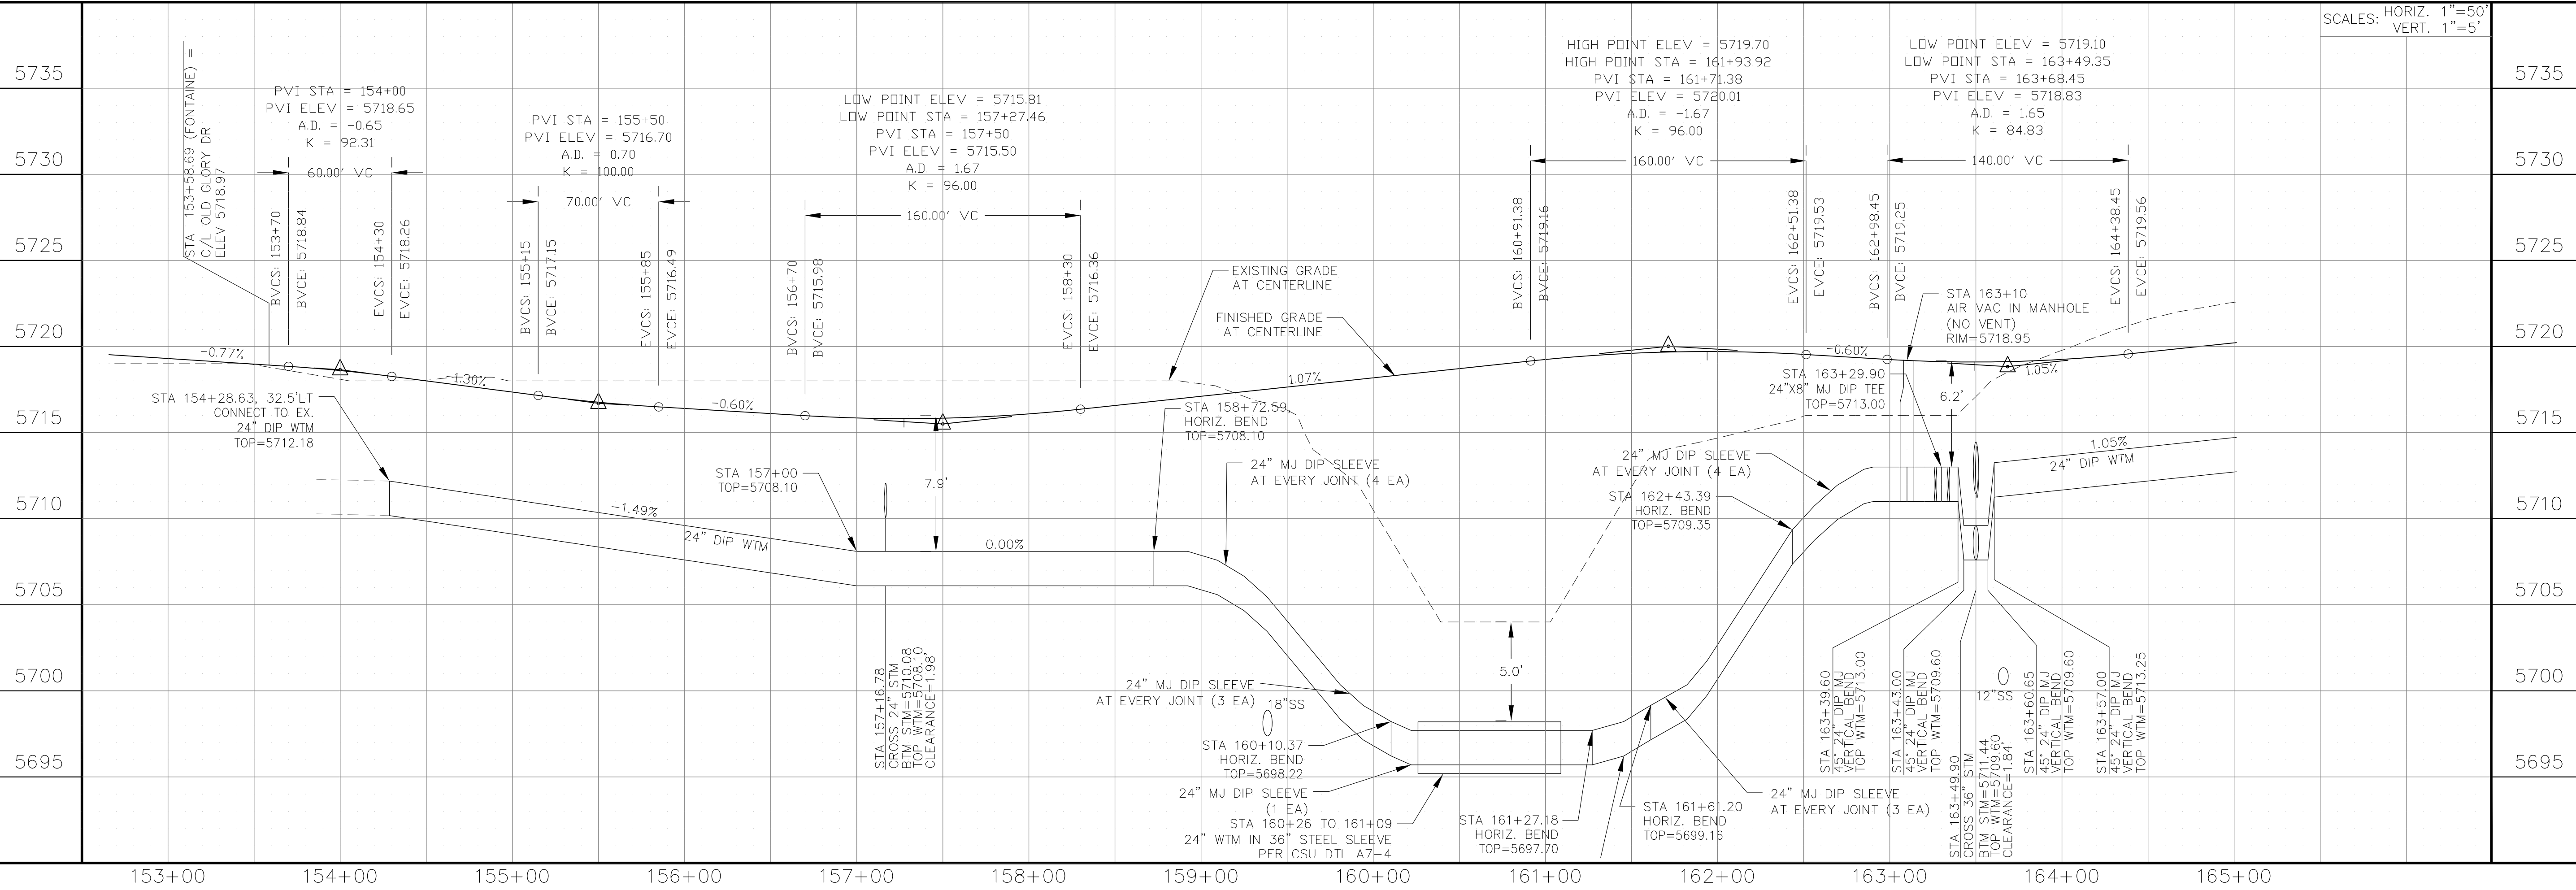 SCALES: HORIZ. 1"=50'
VERT. 1"=5'
5735
5730
5725
5720
5715
5710
5705
5700
5695
5735
5730
5725
5720
5715
5710
5705
5700
5695
STA 153+58.69 (FONTAINE) =
C/L OLD GLORY DR
ELEV 5718.97
PVI STA = 154+00
PVI ELEV = 5718.65
A.D. = -0.65
K = 92.31
60.00' VC
BVCS: 153+70
BVCE: 5718.84
EVCS: 154+30
EVCE: 5718.26
PVI STA = 155+50
PVI ELEV = 5716.70
A.D. = 0.70
K = 100.00
70.00' VC
BVCS: 155+15
BVCE: 5717.15
EVCS: 155+85
EVCE: 5716.49
LOW POINT ELEV = 5715.81
LOW POINT STA = 157+27.46
PVI STA = 157+50
PVI ELEV = 5715.50
A.D. = 1.67
K = 96.00
160.00' VC
BVCS: 156+70
BVCE: 5715.98
EVCS: 158+30
EVCE: 5716.36
HIGH POINT ELEV = 5719.70
HIGH POINT STA = 161+93.92
PVI STA = 161+71.38
PVI ELEV = 5720.01
A.D. = -1.67
K = 96.00
160.00' VC
BVCS: 160+91.38
BVCE: 5719.16
EVCS: 162+51.38
EVCE: 5719.53
LOW POINT ELEV = 5719.10
LOW POINT STA = 163+49.35
PVI STA = 163+68.45
PVI ELEV = 5718.83
A.D. = 1.65
K = 84.83
140.00' VC
BVCS: 162+98.45
BVCE: 5719.25
EVCS: 164+38.45
EVCE: 5719.56
EXISTING GRADE
AT CENTERLINE
FINISHED GRADE
AT CENTERLINE
STA 163+10
AIR VAC IN MANHOLE
(NO VENT)
RIM=5718.95
-0.77%
-1.30%
-0.60%
1.07%
-0.60%
1.05%
STA 154+28.63, 32.5'LT
CONNECT TO EX.
24" DIP WTM
TOP=5712.18
STA 163+29.90
24"X8" MJ DIP TEE
TOP=5713.00
6.2'
STA 158+72.59,
HORIZ. BEND
TOP=5708.10
STA 157+00
TOP=5708.10
7.9'
24" MJ DIP SLEEVE
AT EVERY JOINT (4 EA)
24" MJ DIP SLEEVE
AT EVERY JOINT (4 EA)
STA 162+43.39
HORIZ. BEND
TOP=5709.35
1.05%
24" DIP WTM
-1.49%
24" DIP WTM
0.00%
STA 157+16.78
CROSS 24" STM
BTM STM=5710.08
TOP WTM=5708.10
CLEARANCE=1.98'
5.0'
24" MJ DIP SLEEVE
AT EVERY JOINT (3 EA)
18"SS
STA 160+10.37
HORIZ. BEND
TOP=5698.22
24" MJ DIP SLEEVE
(1 EA)
STA 160+26 TO 161+09
24" WTM IN 36" STEEL SLEEVE
PER CSU DTL A7-4
STA 161+27.18
HORIZ. BEND
TOP=5697.70
STA 161+61.20
HORIZ. BEND
TOP=5699.16
24" MJ DIP SLEEVE
AT EVERY JOINT (3 EA)
STA 163+39.60
45° 24" DIP MJ
VERTICAL BEND
TOP WTM=5713.00
STA 163+43.00
45° 24" DIP MJ
VERTICAL BEND
TOP WTM=5709.60
STA 163+49.90
CROSS 36" STM
BTM STM=5711.44
TOP WTM=5709.60
CLEARANCE=1.84'
12"SS
STA 163+60.65
45° 24" DIP MJ
VERTICAL BEND
TOP WTM=5709.60
STA 163+57.00
45° 24" DIP MJ
VERTICAL BEND
TOP WTM=5713.25
153+00
154+00
155+00
156+00
157+00
158+00
159+00
160+00
161+00
162+00
163+00
164+00
165+00